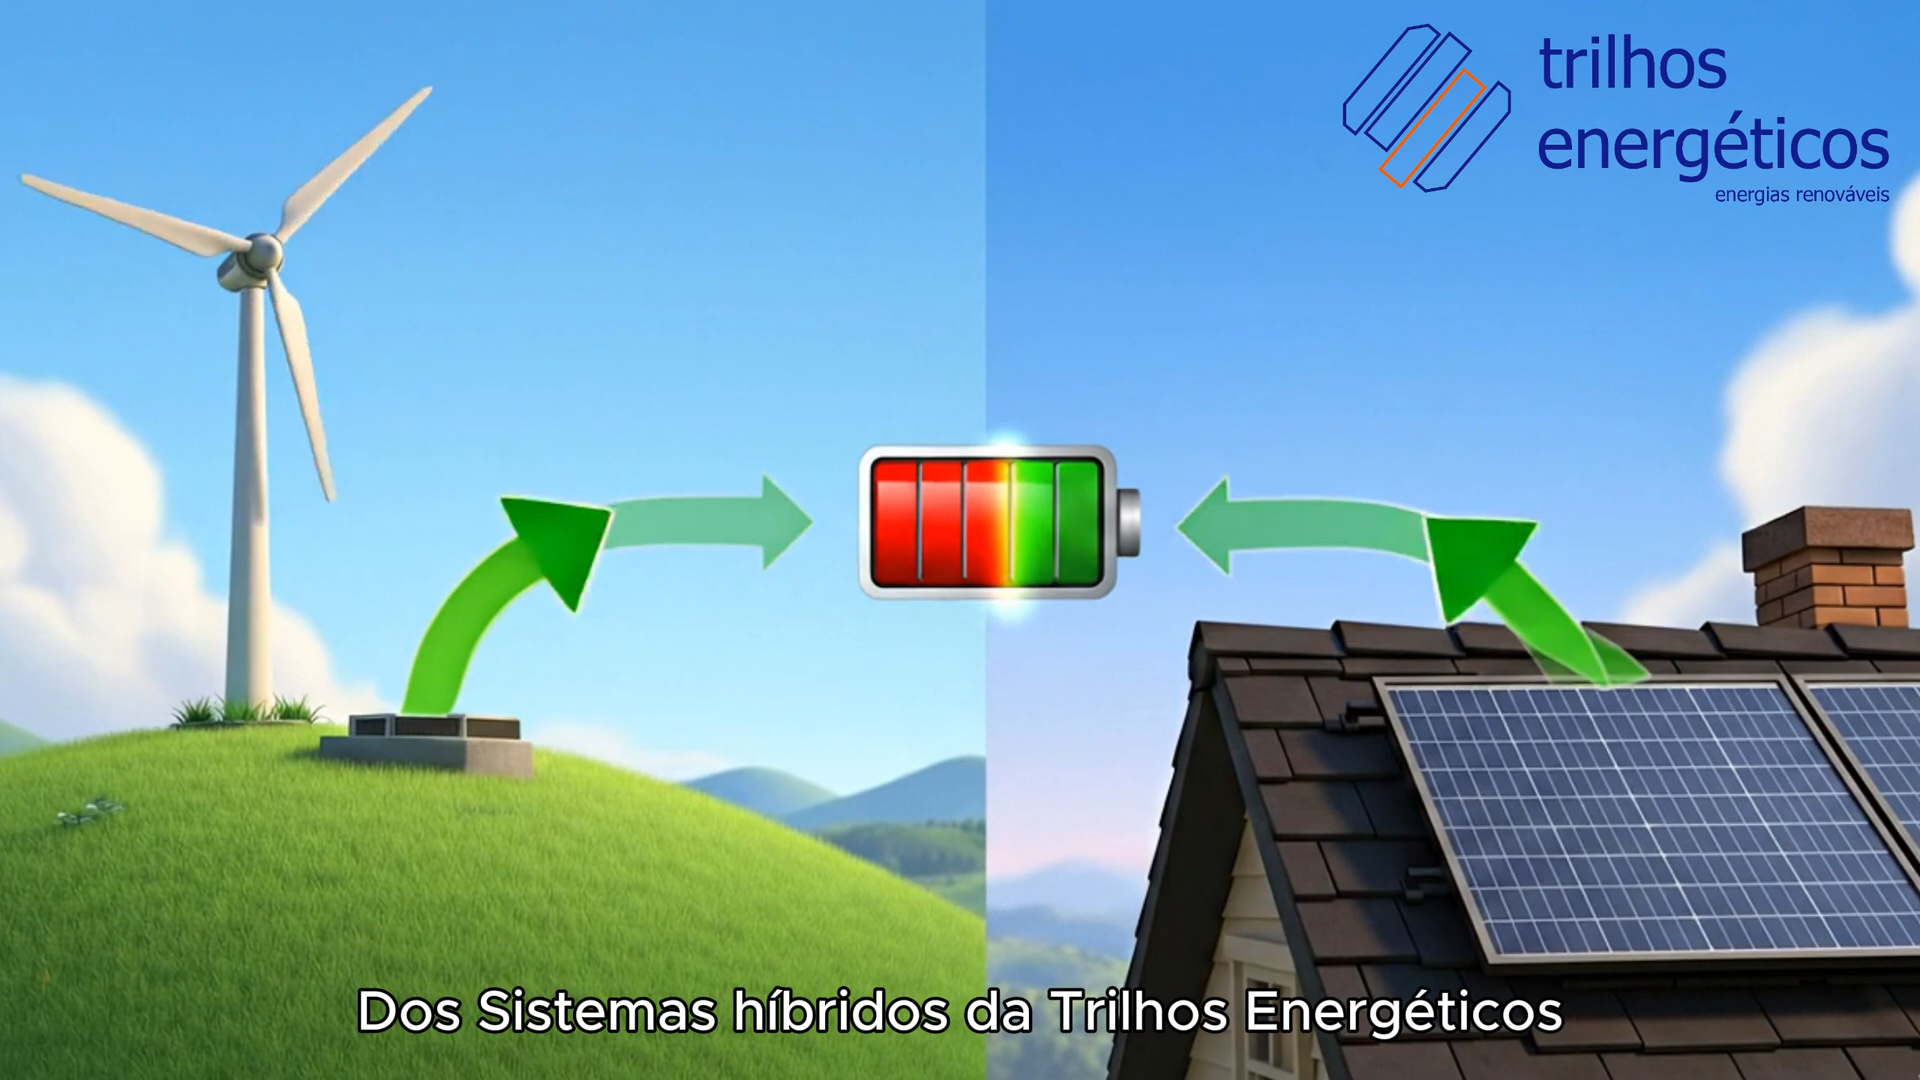 trilhos
energéticos
energias renováveis
Dos Sistemas híbridos da Trilhos Energéticos